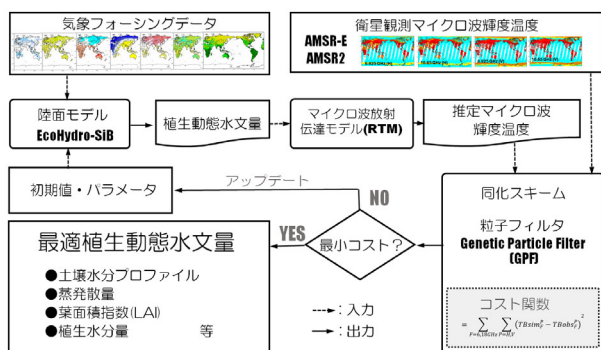 気象フォーシングデータ
衛星観測マイクロ波輝度温度
AMSR-E
AMSR2
陸面モデル
EcoHydro-SiB
植生動態水文量
マイクロ波放射
伝達モデル(RTM)
推定マイクロ波
輝度温度
初期値・パラメータ
アップデート
NO
同化スキーム
粒子フィルタ
Genetic Particle Filter
(GPF)
最小コスト?
YES
最適植生動態水文量
●土壌水分プロファイル
●蒸発散量
●葉面積指数(LAI)
●植生水分量 等
:入力
:出力
コスト関数